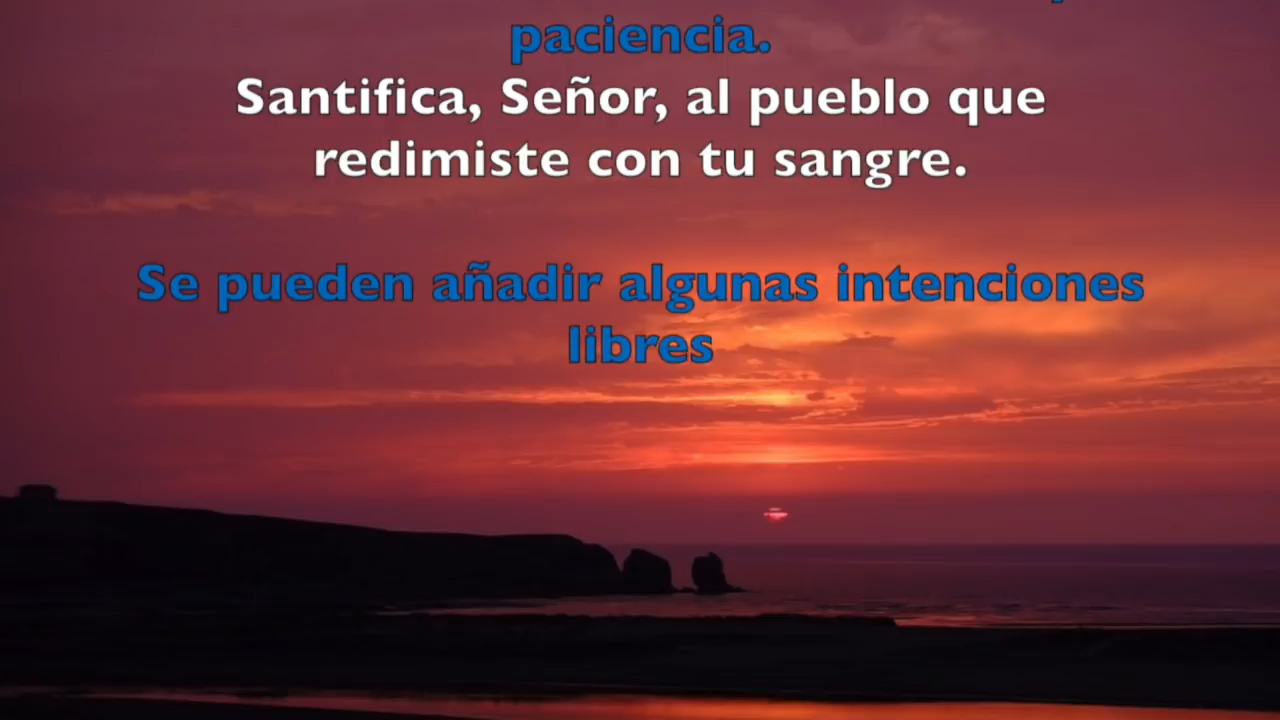 paciencia.
Santifica, Señor, al pueblo que
redimiste con tu sangre.
Se pueden añadir algunas intenciones
libres